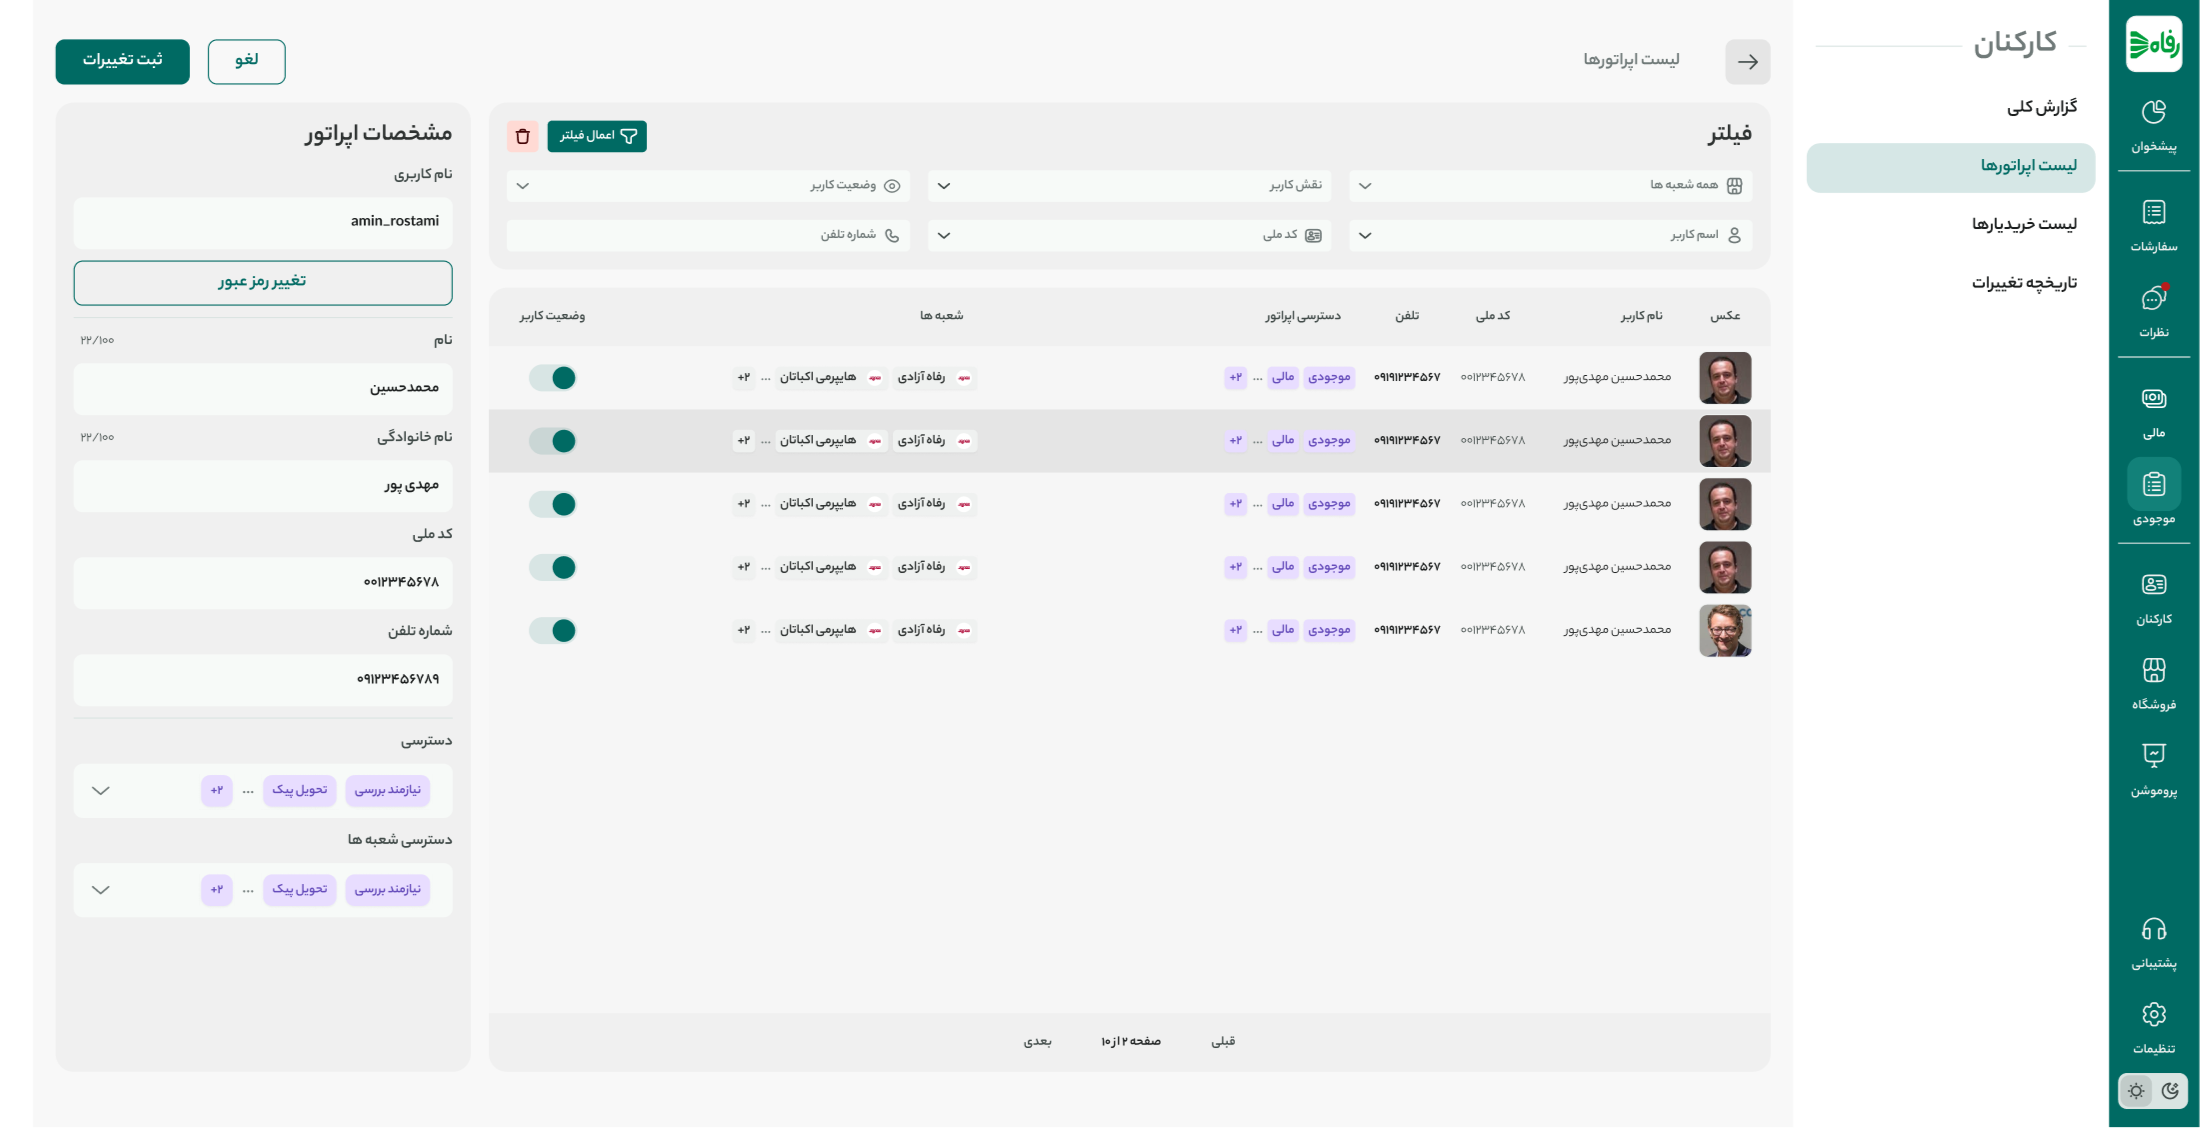 رفاه
پیشخوان
سفارشات
نظرات
مالی
موجودی
کارکنان
فروشگاه
پروموشن
پشتیبانی
تنظیمات
کارکنان
گزارش کلی
لیست اپراتورها
لیست خریدیارها
تاریخچه تغییرات
لیست اپراتورها
لغو
ثبت تغییرات
فیلتر
اعمال فیلتر
همه شعبه ها
نقش کاربر
وضعیت کاربر
اسم کاربر
کد ملی
شماره تلفن
عکس نام کاربر کد ملی تلفن دسترسی اپراتور شعبه ها وضعیت کاربر
محمدحسین مهدی‌پور ۰۰۱۲۳۴۵۶۷۸ ۰۹۱۹۱۲۳۴۵۶۷ موجودی مالی ... +۲ رفاه آزادی هایپرمی اکباتان ... +۲
محمدحسین مهدی‌پور ۰۰۱۲۳۴۵۶۷۸ ۰۹۱۹۱۲۳۴۵۶۷ موجودی مالی ... +۲ رفاه آزادی هایپرمی اکباتان ... +۲
محمدحسین مهدی‌پور ۰۰۱۲۳۴۵۶۷۸ ۰۹۱۹۱۲۳۴۵۶۷ موجودی مالی ... +۲ رفاه آزادی هایپرمی اکباتان ... +۲
محمدحسین مهدی‌پور ۰۰۱۲۳۴۵۶۷۸ ۰۹۱۹۱۲۳۴۵۶۷ موجودی مالی ... +۲ رفاه آزادی هایپرمی اکباتان ... +۲
محمدحسین مهدی‌پور ۰۰۱۲۳۴۵۶۷۸ ۰۹۱۹۱۲۳۴۵۶۷ موجودی مالی ... +۲ رفاه آزادی هایپرمی اکباتان ... +۲
قبلی صفحه ۲ از ۱۰ بعدی
مشخصات اپراتور
نام کاربری
amin_rostami
تغییر رمز عبور
نام ۲۲/۱۰۰
محمدحسین
نام خانوادگی ۲۲/۱۰۰
مهدی پور
کد ملی
۰۰۱۲۳۴۵۶۷۸
شماره تلفن
۰۹۱۲۳۴۵۶۷۸۹
دسترسی
نیازمند بررسی تحویل پیک ... +۲
دسترسی شعبه ها
نیازمند بررسی تحویل پیک ... +۲